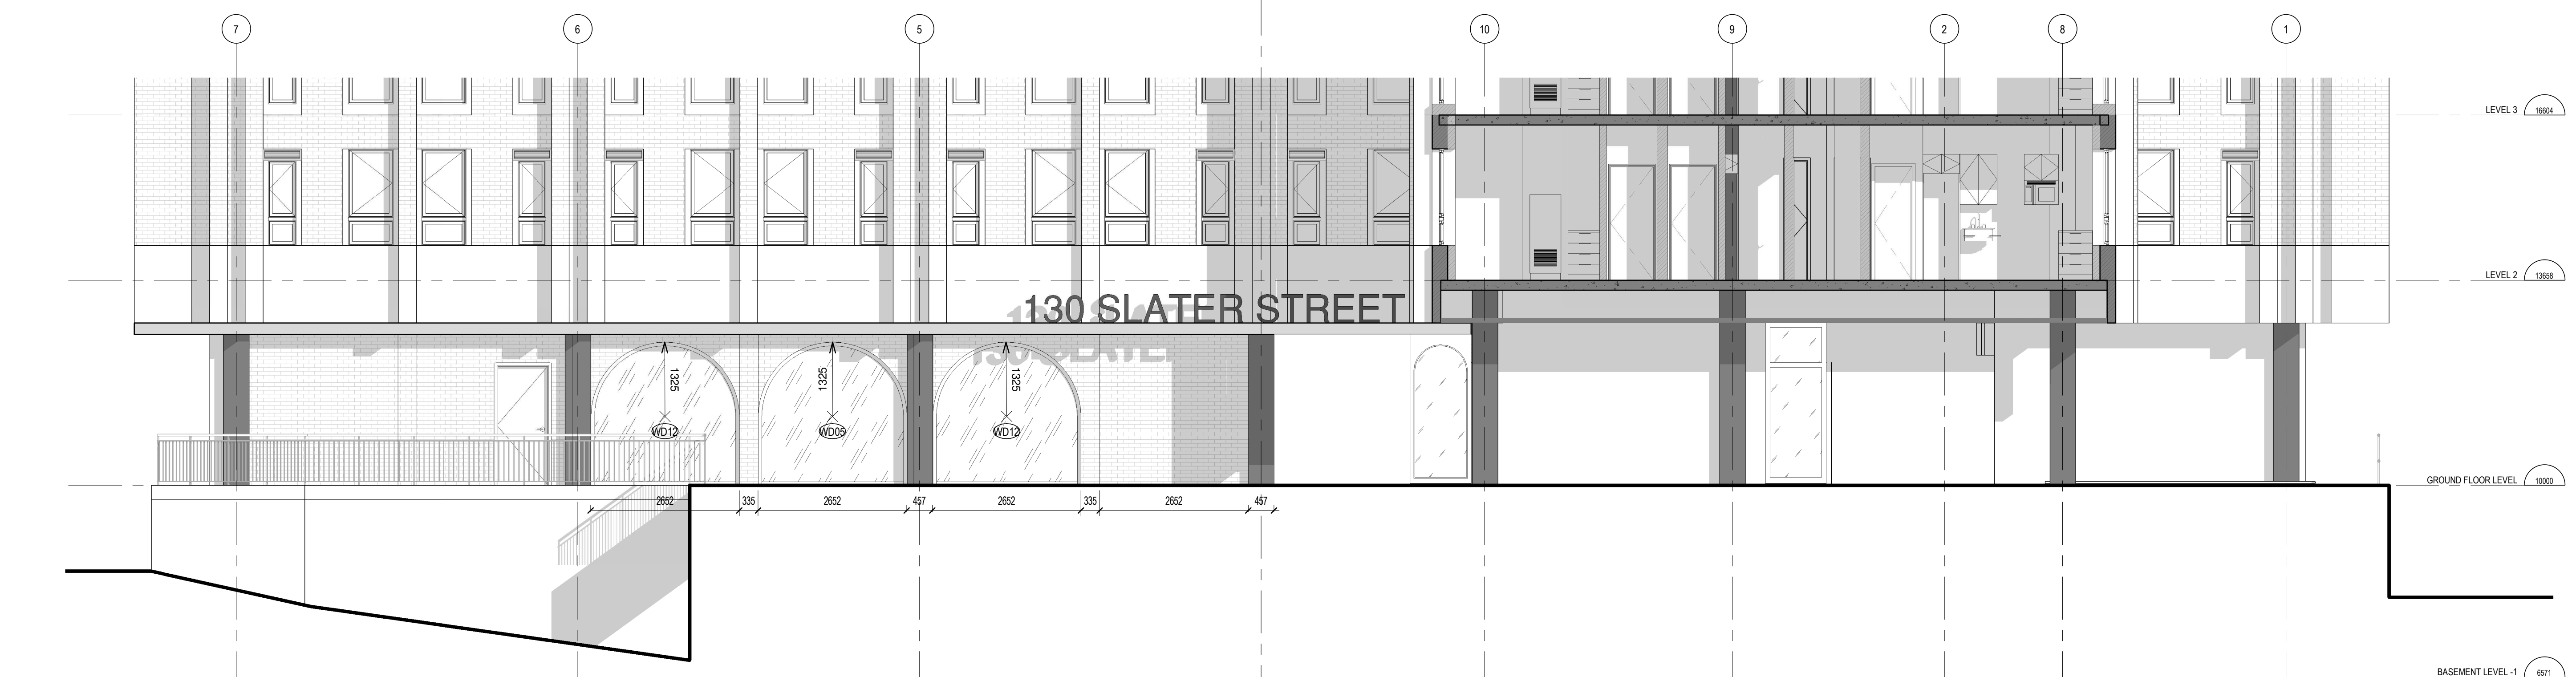 7 6 5 10 9 2 8 1
LEVEL 3 16604
LEVEL 2 13658
130 SLATER STREET
1325 1325 1325
WD12 WD05 WD12
GROUND FLOOR LEVEL 10000
2652 335 2652 457 2652 335 2652 457
BASEMENT LEVEL -1 6571